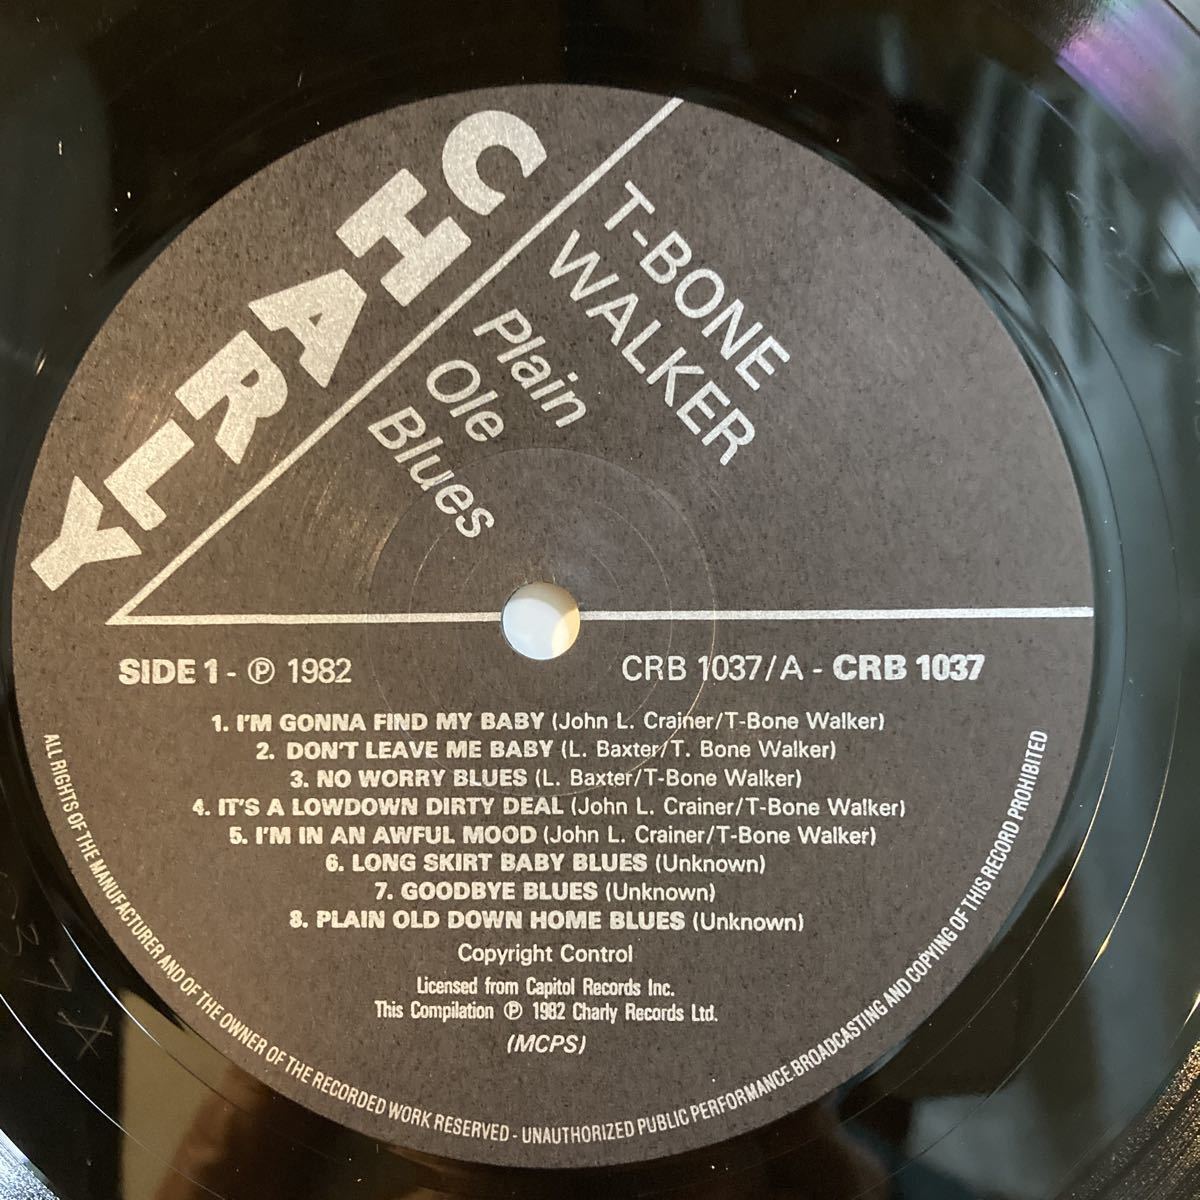 CHARLY
T-BONE
WALKER
Plain
Ole
Blues
SIDE 1 - Ⓟ 1982
CRB 1037/A - CRB 1037
1. I'M GONNA FIND MY BABY (John L. Crainer/T-Bone Walker)
2. DON'T LEAVE ME BABY (L. Baxter/T. Bone Walker)
3. NO WORRY BLUES (L. Baxter/T-Bone Walker)
4. IT'S A LOWDOWN DIRTY DEAL (John L. Crainer/T-Bone Walker)
5. I'M IN AN AWFUL MOOD (John L. Crainer/T-Bone Walker)
6. LONG SKIRT BABY BLUES (Unknown)
7. GOODBYE BLUES (Unknown)
8. PLAIN OLD DOWN HOME BLUES (Unknown)
Copyright Control
Licensed from Capitol Records Inc.
This Compilation Ⓟ 1982 Charly Records Ltd.
(MCPS)
ALL RIGHTS OF THE MANUFACTURER AND OF THE OWNER OF THE RECORDED WORK RESERVED - UNAUTHORIZED PUBLIC PERFORMANCE.BROADCASTING AND COPYING OF THIS RECORD PROHIBITED